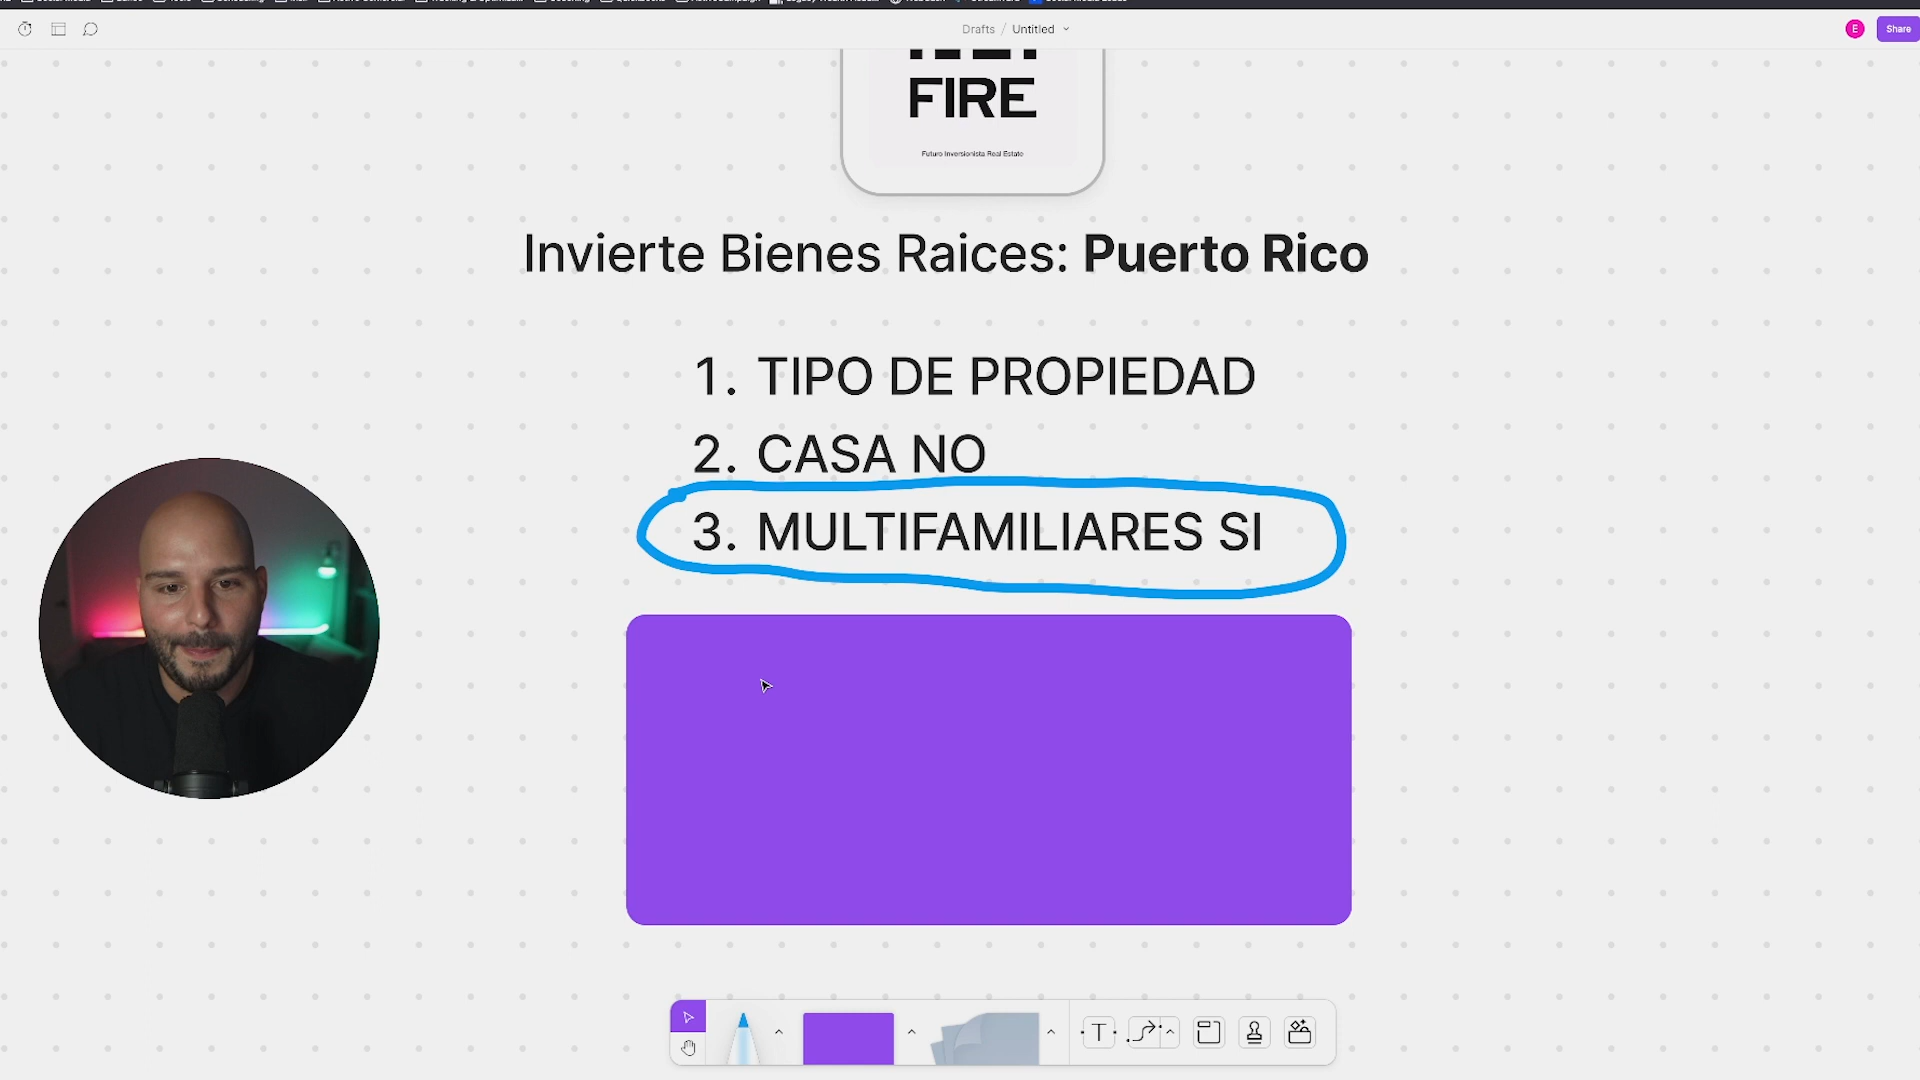 Drafts / Untitled
E
Share
FIRE
Futuro Inversionista Real Estate
Invierte Bienes Raices: Puerto Rico
1. TIPO DE PROPIEDAD
2. CASA NO
3. MULTIFAMILIARES SI
T